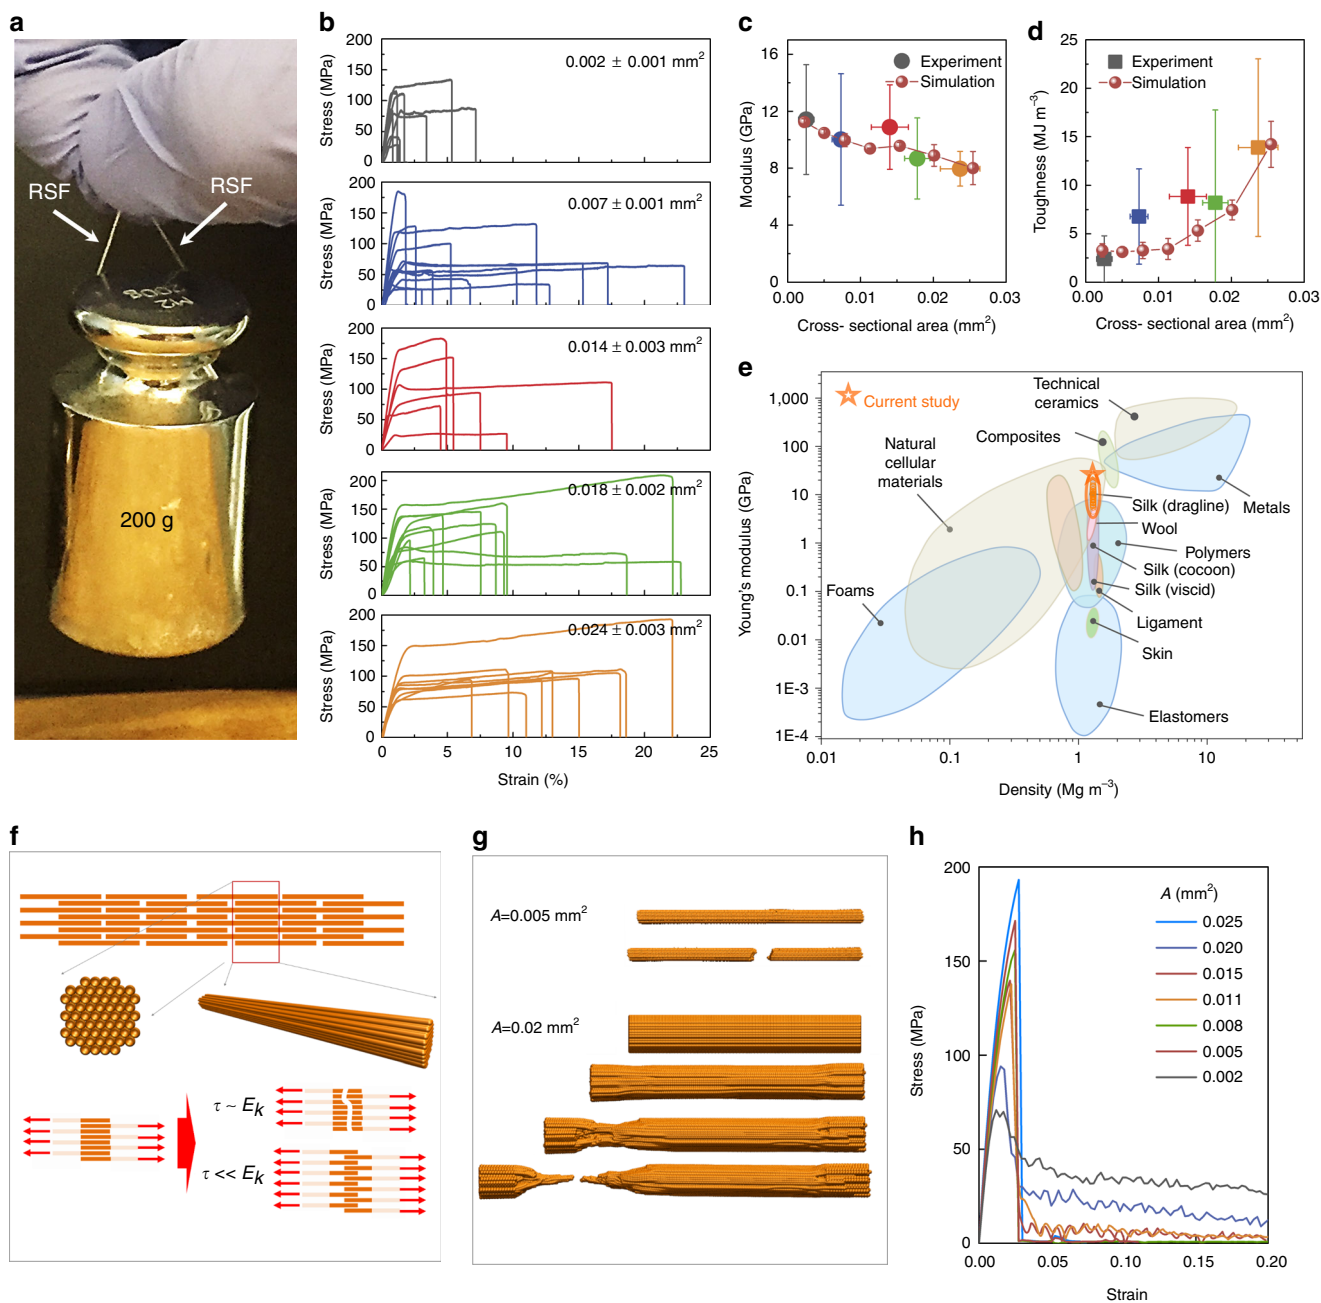 a
RSF
RSF
M2
200g
200 g
b
Stress (MPa)
200
150
100
50
0
0.002 ± 0.001 mm²
Stress (MPa)
200
150
100
50
0
0.007 ± 0.001 mm²
Stress (MPa)
200
150
100
50
0
0.014 ± 0.003 mm²
Stress (MPa)
200
150
100
50
0
0.018 ± 0.002 mm²
Stress (MPa)
200
150
100
50
0
0.024 ± 0.003 mm²
0 5 10 15 20 25
Strain (%)
c
Modulus (GPa)
16
12
8
4
0
Experiment
Simulation
0.00 0.01 0.02 0.03
Cross- sectional area (mm²)
d
Toughness (MJ m⁻³)
25
20
15
10
5
0
Experiment
Simulation
0.01 0.02 0.03
Cross- sectional area (mm²)
e
Young's modulus (GPa)
1,000
100
10
1
0.1
0.01
1E-3
1E-4
Current study
Technical
ceramics
Composites
Natural
cellular
materials
Silk (dragline)
Metals
Wool
Polymers
Silk (cocoon)
Silk (viscid)
Foams
Ligament
Skin
Elastomers
0.01 0.1 1 10
Density (Mg m⁻³)
f
τ ~ Eₖ
τ << Eₖ
g
A=0.005 mm²
A=0.02 mm²
h
Stress (MPa)
200
150
100
50
0
A (mm²)
0.025
0.020
0.015
0.011
0.008
0.005
0.002
0.00 0.05 0.10 0.15 0.20
Strain